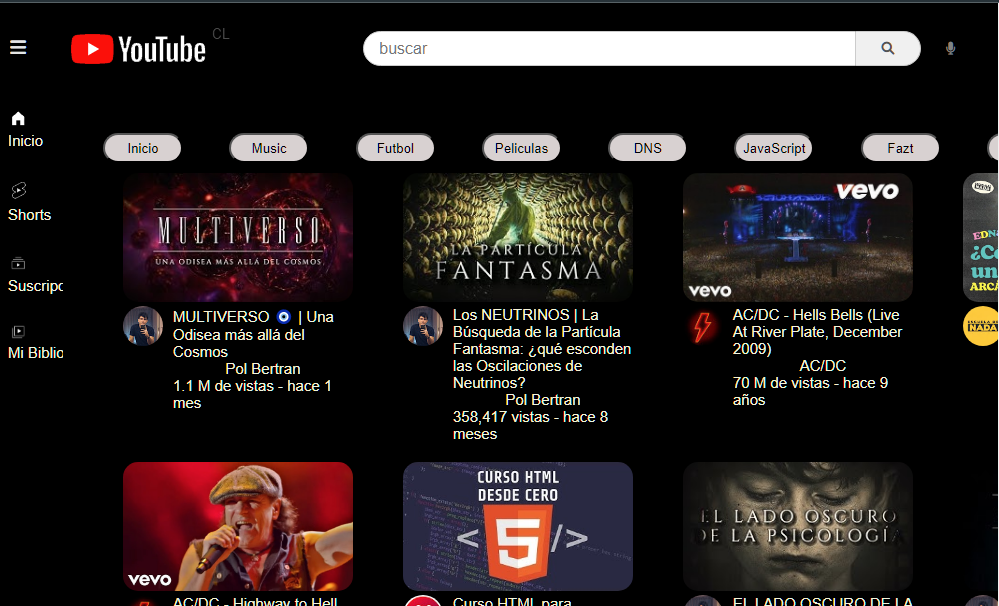 YouTube CL
buscar
Inicio
Shorts
Suscripc
Mi Biblio
Inicio Music Futbol Peliculas DNS JavaScript Fazt
MULTIVERSO
UNA ODISEA MÁS ALLÁ DEL COSMOS
MULTIVERSO | Una
Odisea más allá del
Cosmos
Pol Bertran
1.1 M de vistas - hace 1
mes
LA PARTÍCULA
FANTASMA
Los NEUTRINOS | La
Búsqueda de la Partícula
Fantasma: ¿qué esconden
las Oscilaciones de
Neutrinos?
Pol Bertran
358,417 vistas - hace 8
meses
vevo
vevo
AC/DC - Hells Bells (Live
At River Plate, December
2009)
AC/DC
70 M de vistas - hace 9
años
EDNA
¿Co
un
ARCÁ
NADA
vevo
AC/DC - Highway to Hell
CURSO HTML
DESDE CERO
< 5 />
Curso HTML para
EL LADO OSCURO
DE LA PSICOLOGÍA
EL LADO OSCURO DE LA